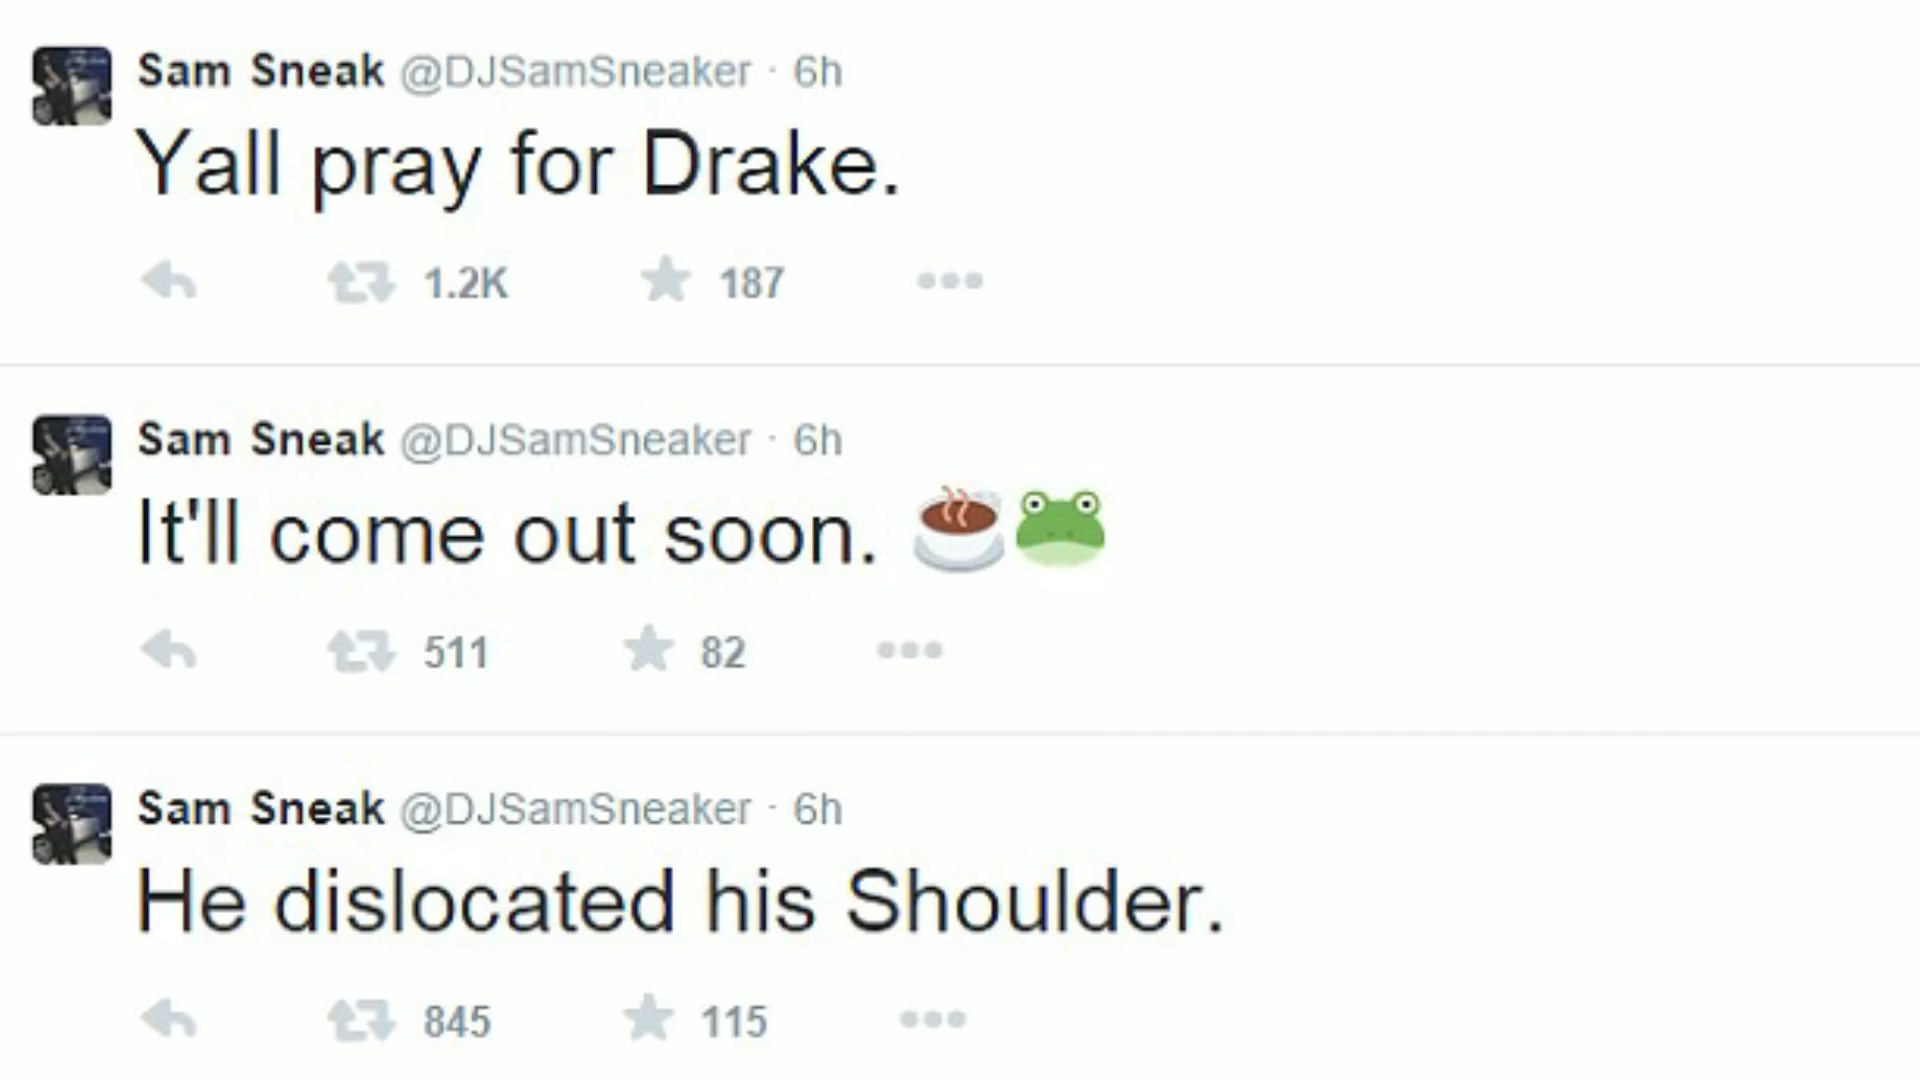 Sam Sneak @DJSamSneaker · 6h
Yall pray for Drake.
1.2K 187
Sam Sneak @DJSamSneaker · 6h
It'll come out soon. ☕🐸
511 82
Sam Sneak @DJSamSneaker · 6h
He dislocated his Shoulder.
845 115